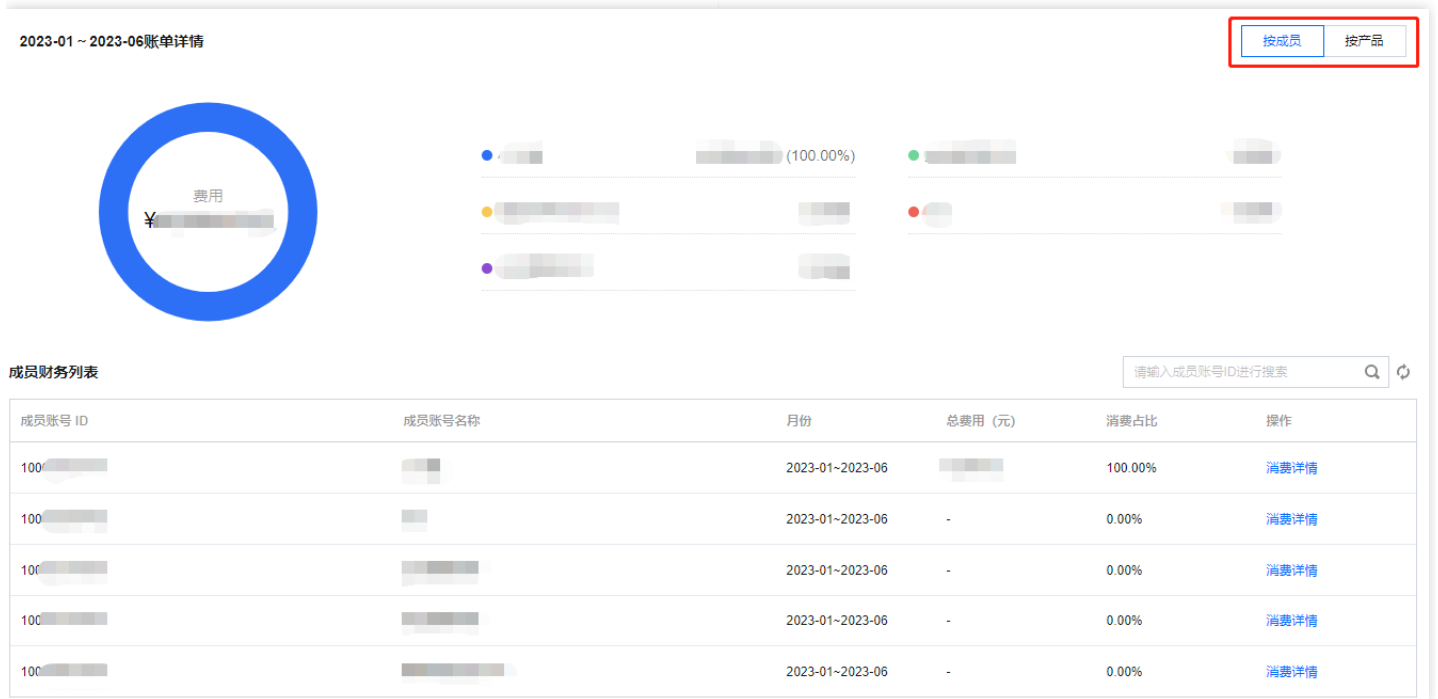 2023-01 ~ 2023-06账单详情
按成员 按产品
费用
¥
(100.00%)
成员财务列表
请输入成员账号ID进行搜索
成员账号 ID 成员账号名称 月份 总费用（元） 消费占比 操作
100 2023-01~2023-06 100.00% 消费详情
100 2023-01~2023-06 - 0.00% 消费详情
100 2023-01~2023-06 - 0.00% 消费详情
100 2023-01~2023-06 - 0.00% 消费详情
100 2023-01~2023-06 - 0.00% 消费详情